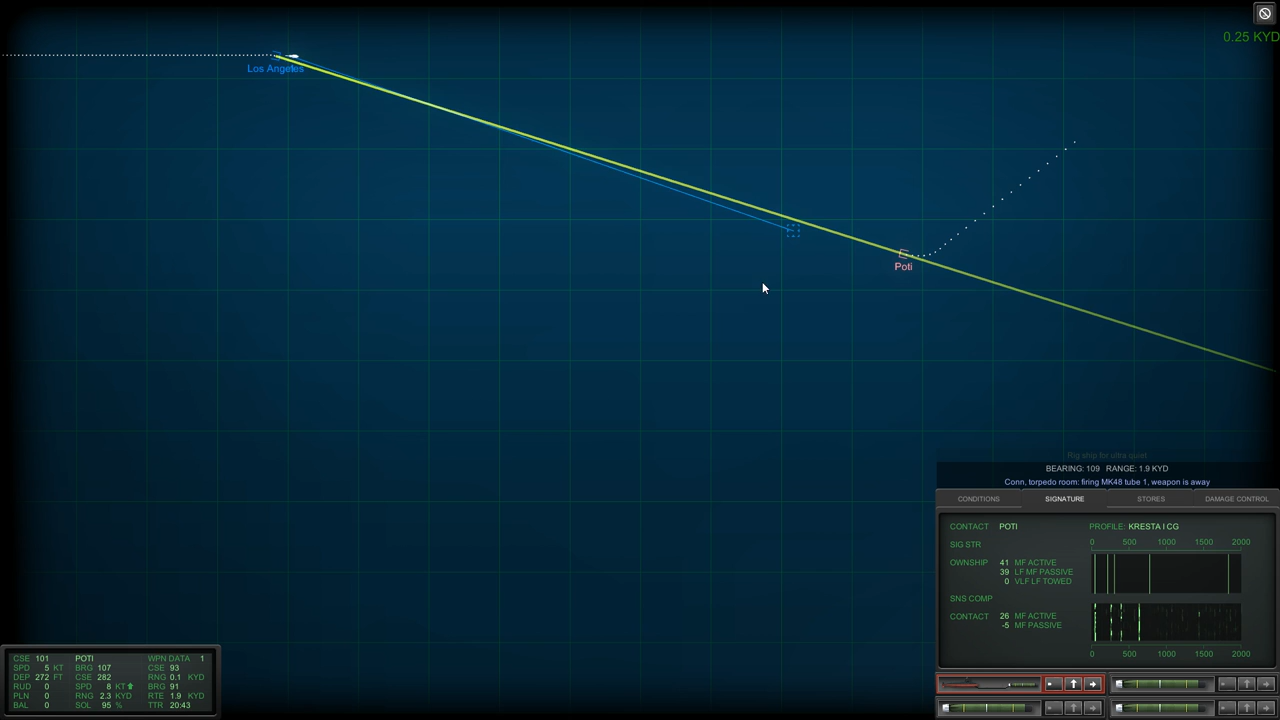 0.25 KYD
Los Angeles
Poti
Rig ship for ultra quiet
BEARING: 109 RANGE: 1.9 KYD
Conn, torpedo room: firing MK48 tube 1, weapon is away
CONDITIONS SIGNATURE STORES DAMAGE CONTROL
CONTACT POTI PROFILE: KRESTA I CG
SIG STR 0 500 1000 1500 2000
OWNSHIP 41 MF ACTIVE
39 LF MF PASSIVE
0 VLF LF TOWED
SNS COMP
CONTACT 26 MF ACTIVE
-5 MF PASSIVE
0 500 1000 1500 2000
CSE 101 POTI WPN DATA 1
SPD 5 KT BRG 107 CSE 93
DEP 272 FT CSE 282 RNG 0.1 KYD
RUD 0 SPD 8 KT BRG 91
PLN 0 RNG 2.3 KYD RTE 1.9 KYD
BAL 0 SOL 95 % TTR 20:43